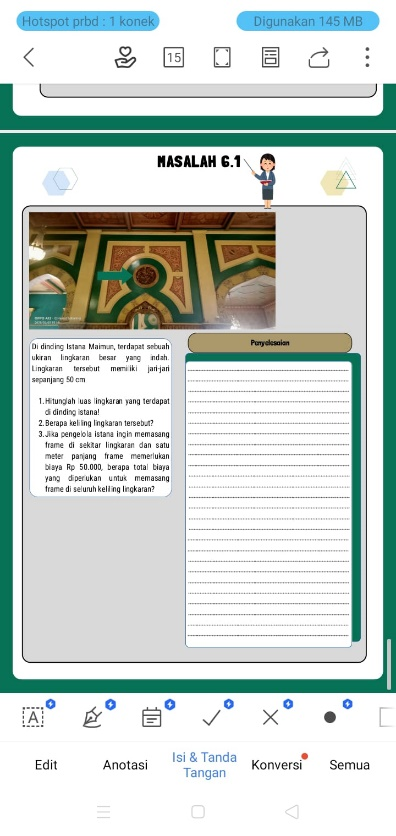 Hotspot prbd : 1 konek
Digunakan 145 MB
15
MASALAH 6.1
Di dinding Istana Maimun, terdapat sebuah
ukiran lingkaran besar yang indah.
Lingkaran tersebut memiliki jari-jari
sepanjang 50 cm
1. Hitunglah luas lingkaran yang terdapat
di dinding istana!
2. Berapa keliling lingkaran tersebut?
3. Jika pengelola istana ingin memasang
frame di sekitar lingkaran dan satu
meter panjang frame memerlukan
biaya Rp 50.000, berapa total biaya
yang diperlukan untuk memasang
frame di seluruh keliling lingkaran?
Penyelesaian
A
Edit
Anotasi
Isi & Tanda
Tangan
Konversi
Semua